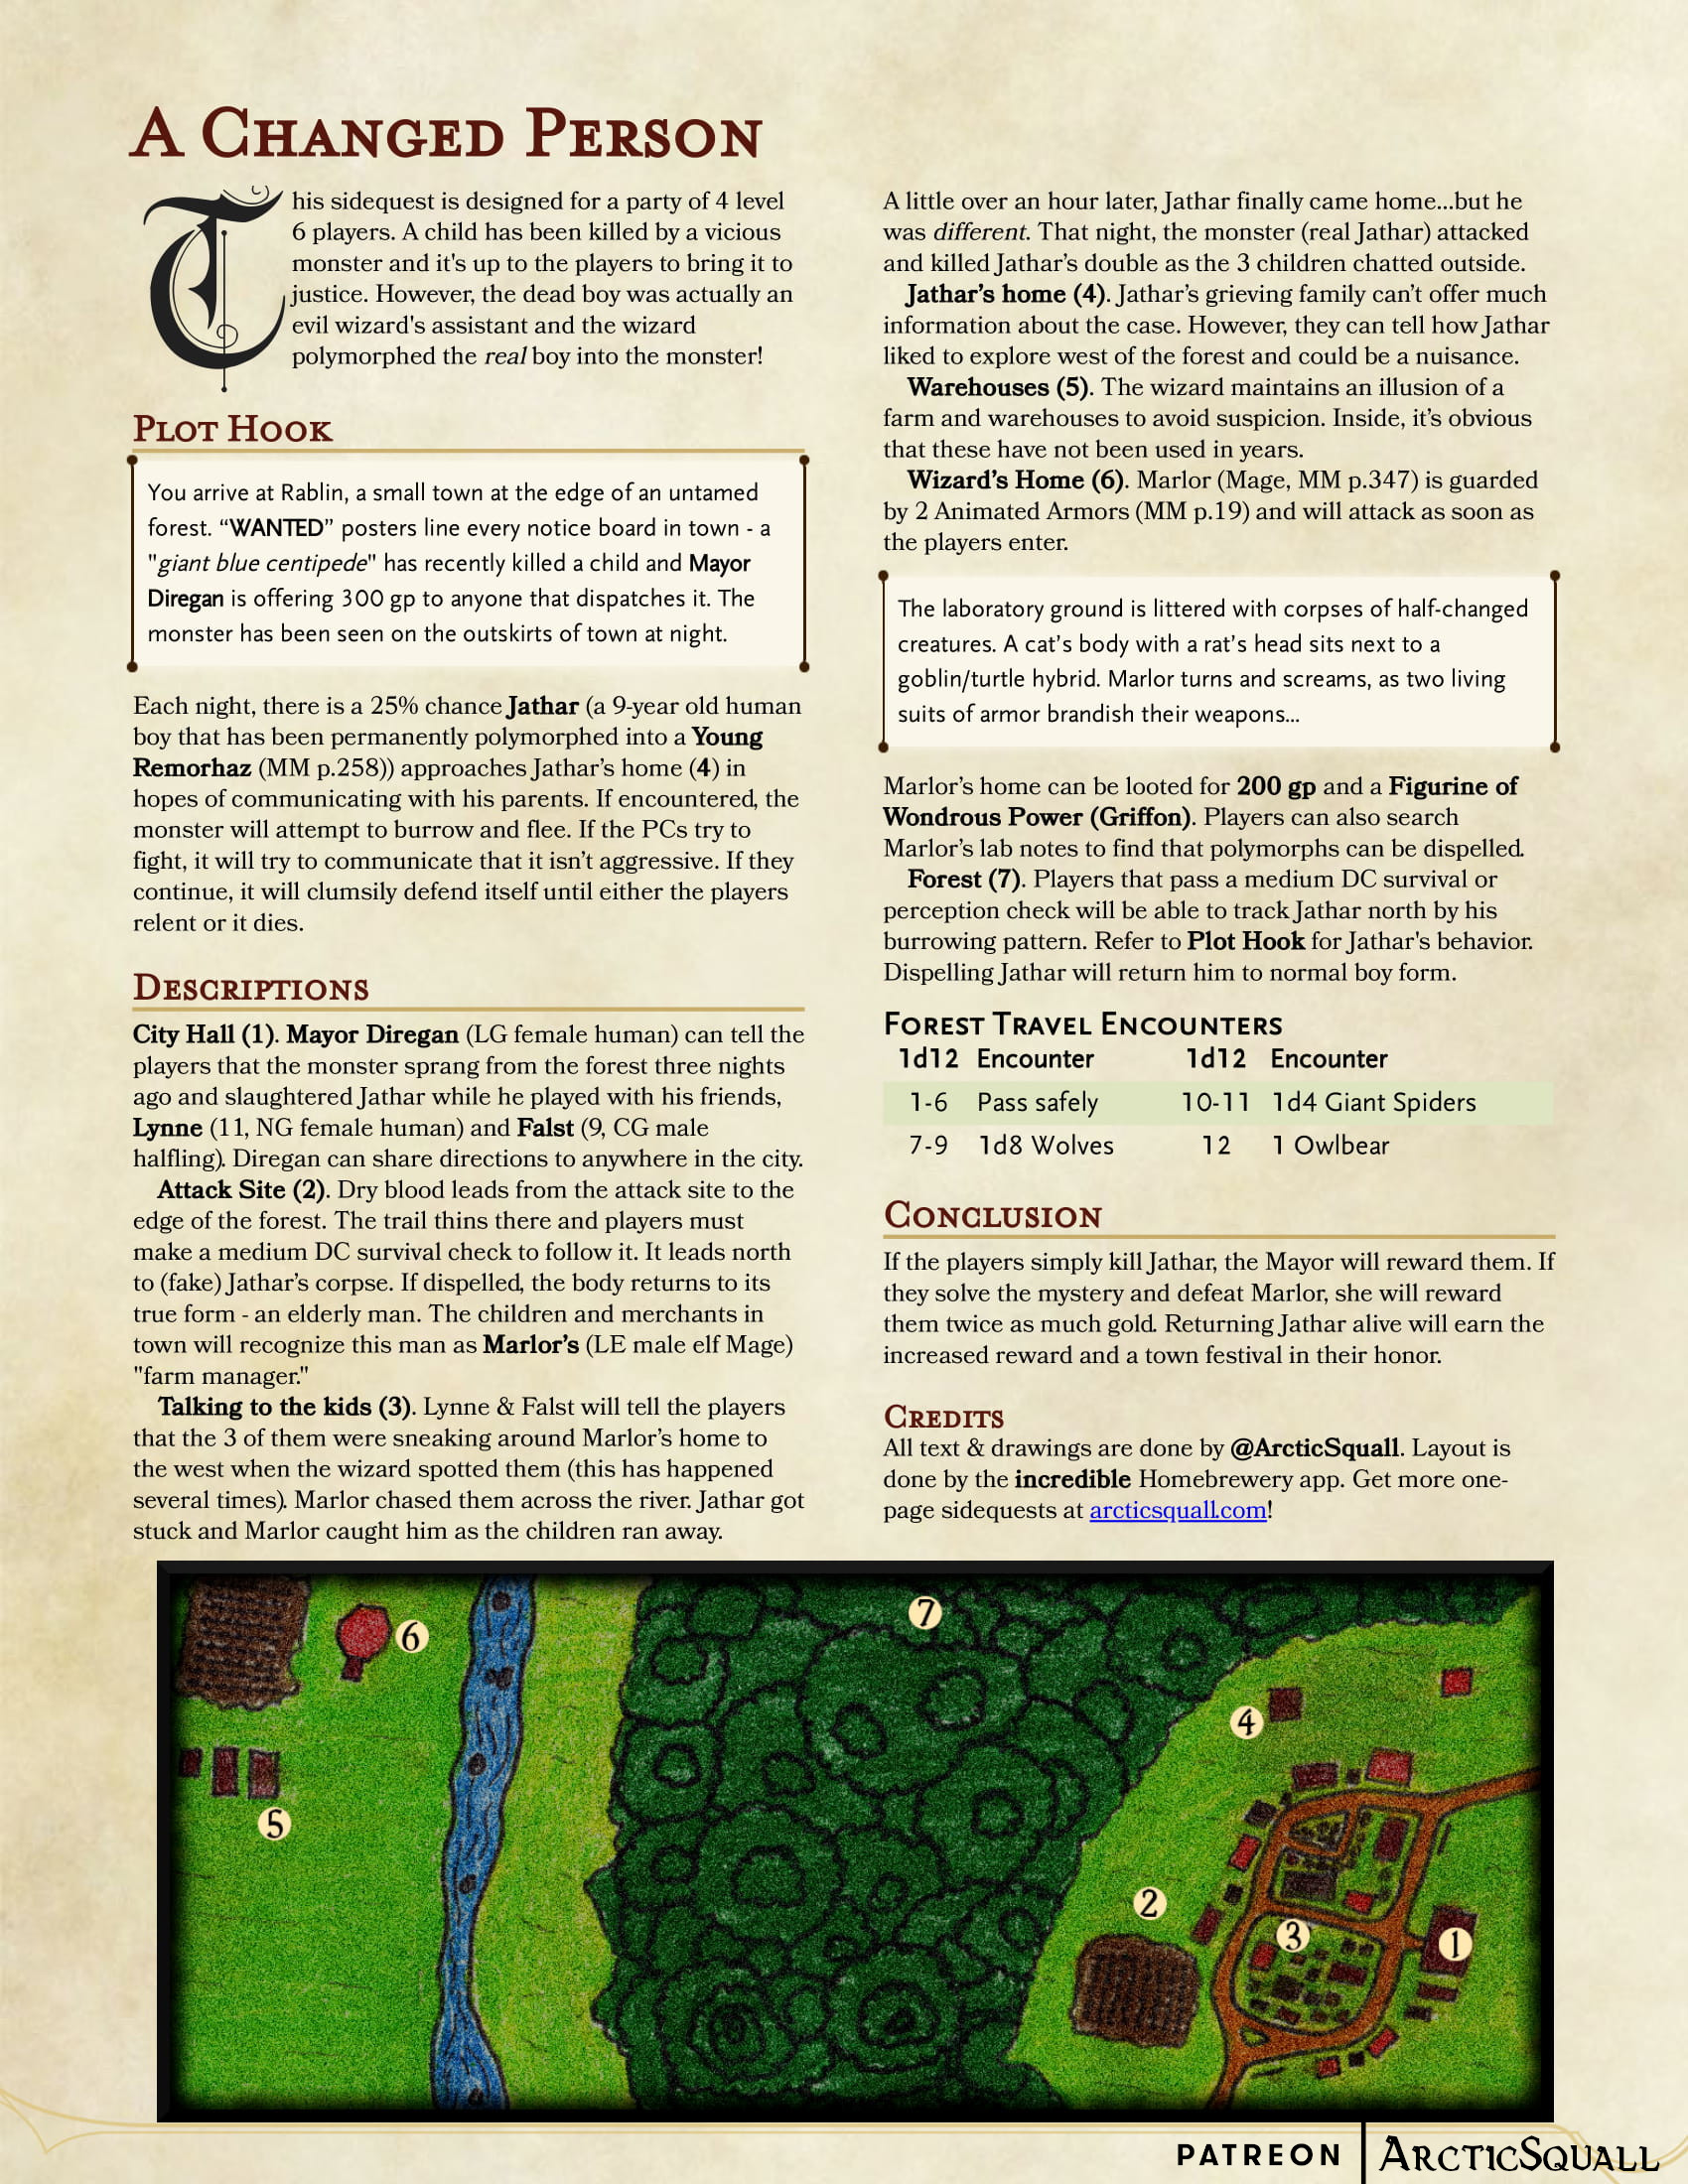 A Changed Person
This sidequest is designed for a party of 4 level
6 players. A child has been killed by a vicious
monster and it's up to the players to bring it to
justice. However, the dead boy was actually an
evil wizard's assistant and the wizard
polymorphed the real boy into the monster!
Plot Hook
You arrive at Rablin, a small town at the edge of an untamed
forest. “WANTED” posters line every notice board in town - a
"giant blue centipede" has recently killed a child and Mayor
Diregan is offering 300 gp to anyone that dispatches it. The
monster has been seen on the outskirts of town at night.
Each night, there is a 25% chance Jathar (a 9-year old human
boy that has been permanently polymorphed into a Young
Remorhaz (MM p.258)) approaches Jathar’s home (4) in
hopes of communicating with his parents. If encountered, the
monster will attempt to burrow and flee. If the PCs try to
fight, it will try to communicate that it isn’t aggressive. If they
continue, it will clumsily defend itself until either the players
relent or it dies.
Descriptions
City Hall (1). Mayor Diregan (LG female human) can tell the
players that the monster sprang from the forest three nights
ago and slaughtered Jathar while he played with his friends,
Lynne (11, NG female human) and Falst (9, CG male
halfling). Diregan can share directions to anywhere in the city.
Attack Site (2). Dry blood leads from the attack site to the
edge of the forest. The trail thins there and players must
make a medium DC survival check to follow it. It leads north
to (fake) Jathar’s corpse. If dispelled, the body returns to its
true form - an elderly man. The children and merchants in
town will recognize this man as Marlor’s (LE male elf Mage)
"farm manager."
Talking to the kids (3). Lynne & Falst will tell the players
that the 3 of them were sneaking around Marlor’s home to
the west when the wizard spotted them (this has happened
several times). Marlor chased them across the river. Jathar got
stuck and Marlor caught him as the children ran away.
A little over an hour later, Jathar finally came home...but he
was different. That night, the monster (real Jathar) attacked
and killed Jathar’s double as the 3 children chatted outside.
Jathar’s home (4). Jathar’s grieving family can’t offer much
information about the case. However, they can tell how Jathar
liked to explore west of the forest and could be a nuisance.
Warehouses (5). The wizard maintains an illusion of a
farm and warehouses to avoid suspicion. Inside, it’s obvious
that these have not been used in years.
Wizard’s Home (6). Marlor (Mage, MM p.347) is guarded
by 2 Animated Armors (MM p.19) and will attack as soon as
the players enter.
The laboratory ground is littered with corpses of half-changed
creatures. A cat’s body with a rat’s head sits next to a
goblin/turtle hybrid. Marlor turns and screams, as two living
suits of armor brandish their weapons...
Marlor’s home can be looted for 200 gp and a Figurine of
Wondrous Power (Griffon). Players can also search
Marlor’s lab notes to find that polymorphs can be dispelled.
Forest (7). Players that pass a medium DC survival or
perception check will be able to track Jathar north by his
burrowing pattern. Refer to Plot Hook for Jathar's behavior.
Dispelling Jathar will return him to normal boy form.
Forest Travel Encounters
1d12 Encounter 1d12 Encounter
1-6 Pass safely 10-11 1d4 Giant Spiders
7-9 1d8 Wolves 12 1 Owlbear
Conclusion
If the players simply kill Jathar, the Mayor will reward them. If
they solve the mystery and defeat Marlor, she will reward
them twice as much gold. Returning Jathar alive will earn the
increased reward and a town festival in their honor.
Credits
All text & drawings are done by @ArcticSquall. Layout is
done by the incredible Homebrewery app. Get more one-
page sidequests at arcticsquall.com!
7
6
4
5
2
3
1
PATREON | ArcticSquall